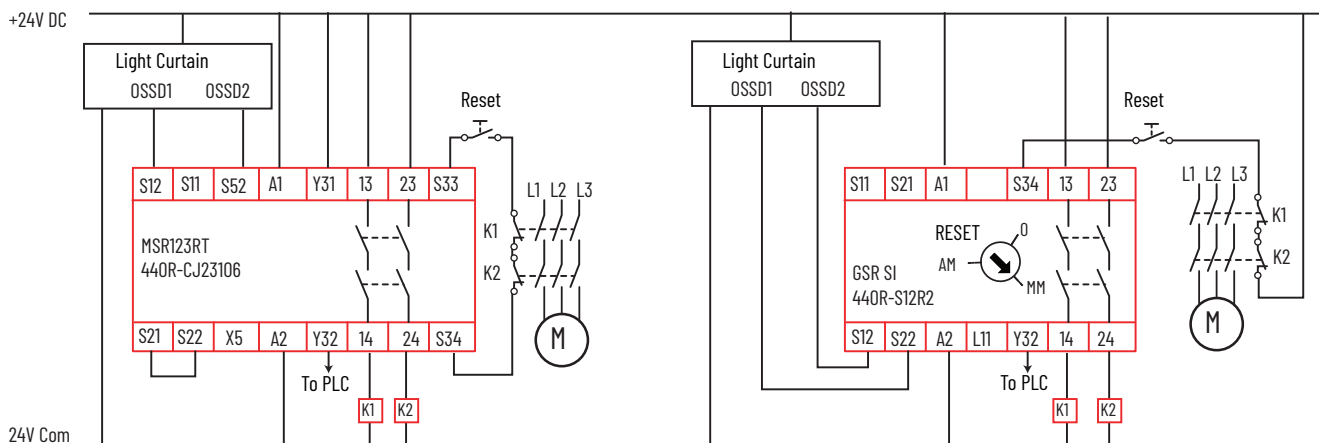 +24V DC
Light Curtain
OSSD1 OSSD2
Reset
S12 S11 S52 A1 Y31 13 23 S33
L1 L2 L3
MSR123RT
440R-CJ23106
K1
K2
S21 S22 X5 A2 Y32 14 24 S34
M
To PLC
K1 K2
24V Com
Light Curtain
OSSD1 OSSD2
Reset
S11 S21 A1 S34 13 23
L1 L2 L3
RESET
0
AM
MM
GSR SI
440R-S12R2
K1
K2
S12 S22 A2 L11 Y32 14 24
M
To PLC
K1 K2